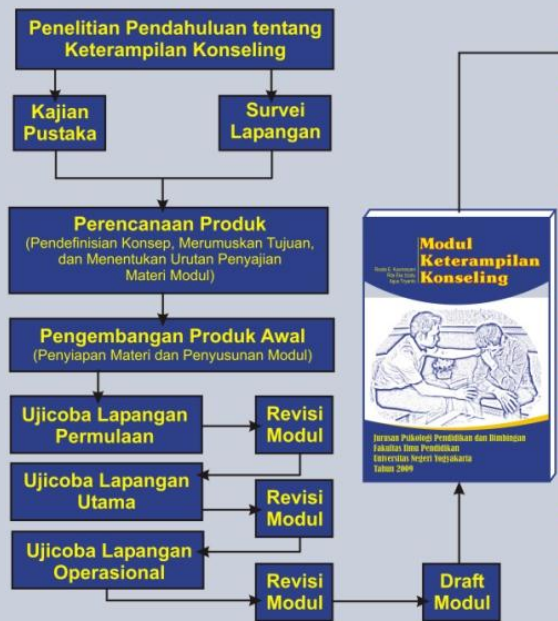 Penelitian Pendahuluan tentang
Keterampilan Konseling
Kajian
Pustaka
Survei
Lapangan
Perencanaan Produk
(Pendefinisian Konsep, Merumuskan Tujuan,
dan Menentukan Urutan Penyajian
Materi Modul)
Pengembangan Produk Awal
(Penyiapan Materi dan Penyusunan Modul)
Ujicoba Lapangan
Permulaan
Revisi
Modul
Ujicoba Lapangan
Utama
Revisi
Modul
Ujicoba Lapangan
Operasional
Revisi
Modul
Draft
Modul
Modul
Keterampilan
Konseling
Jurusan Psikologi Pendidikan dan Bimbingan
Fakultas Ilmu Pendidikan
Universitas Negeri Yogyakarta
Tahun 2009